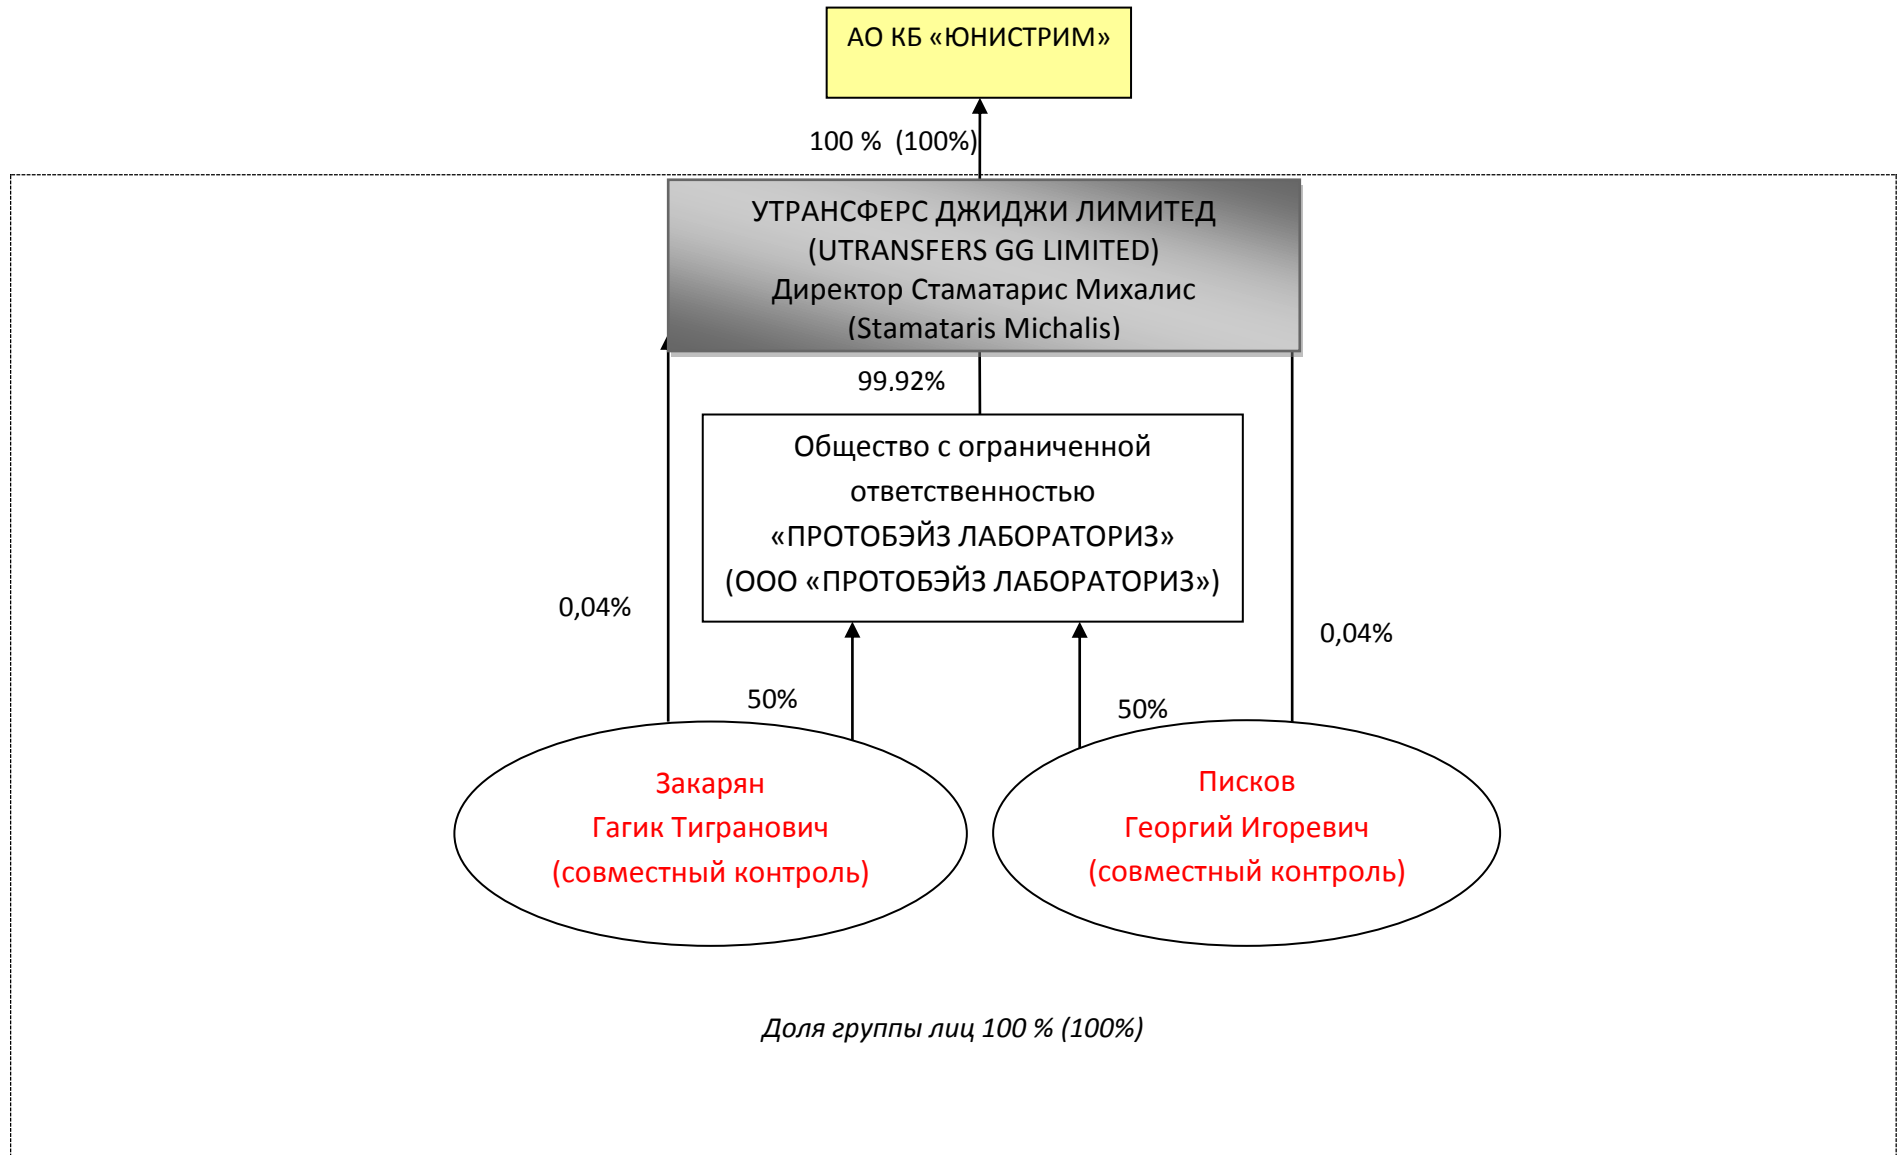 АО КБ «ЮНИСТРИМ»
100 % (100%)
УТРАНСФЕРС ДЖИДЖИ ЛИМИТЕД
(UTRANSFERS GG LIMITED)
Директор Стаматарис Михалис
(Stamataris Michalis)
99,92%
Общество с ограниченной
ответственностью
«ПРОТОБЭЙЗ ЛАБОРАТОРИЗ»
(ООО «ПРОТОБЭЙЗ ЛАБОРАТОРИЗ»)
0,04%
0,04%
50%
50%
Закарян
Гагик Тигранович
(совместный контроль)
Писков
Георгий Игоревич
(совместный контроль)
Доля группы лиц 100 % (100%)